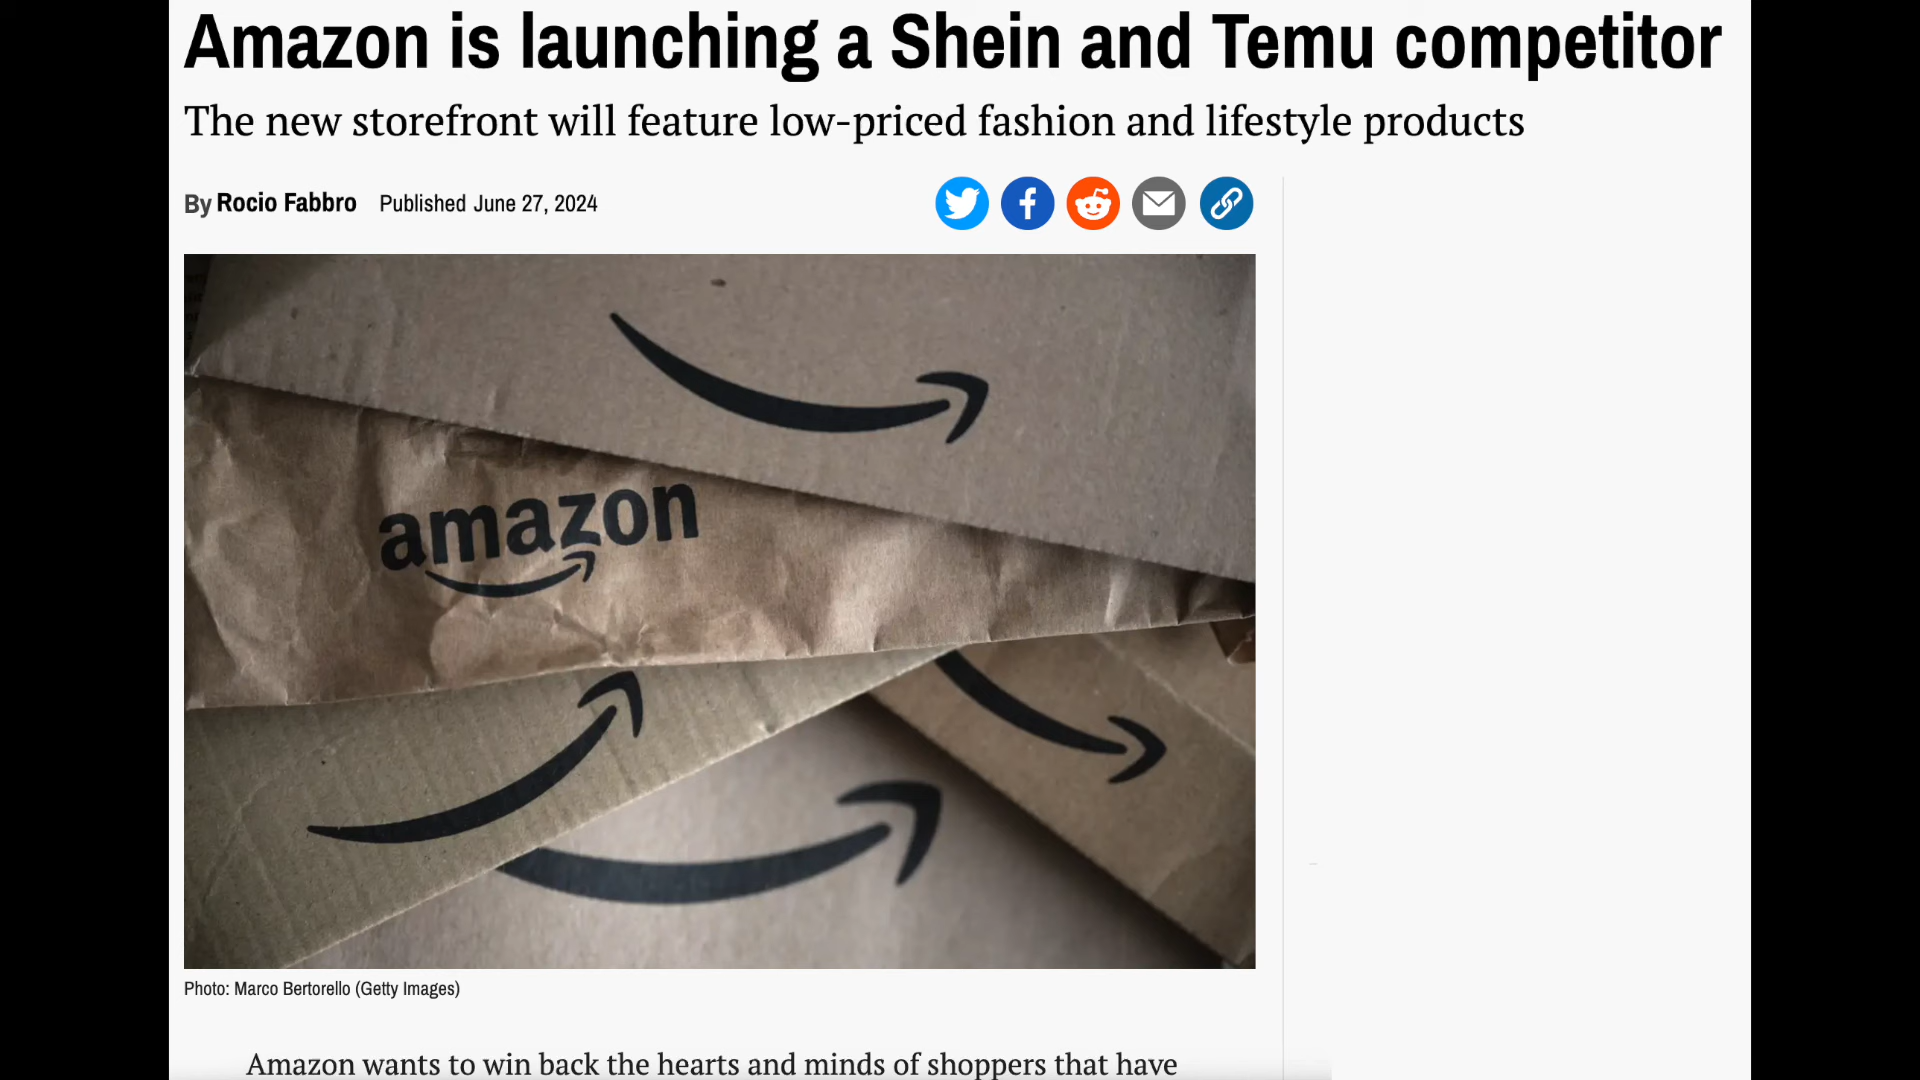 Amazon is launching a Shein and Temu competitor
The new storefront will feature low-priced fashion and lifestyle products
By Rocio Fabbro Published June 27, 2024
amazon
Photo: Marco Bertorello (Getty Images)
Amazon wants to win back the hearts and minds of shoppers that have